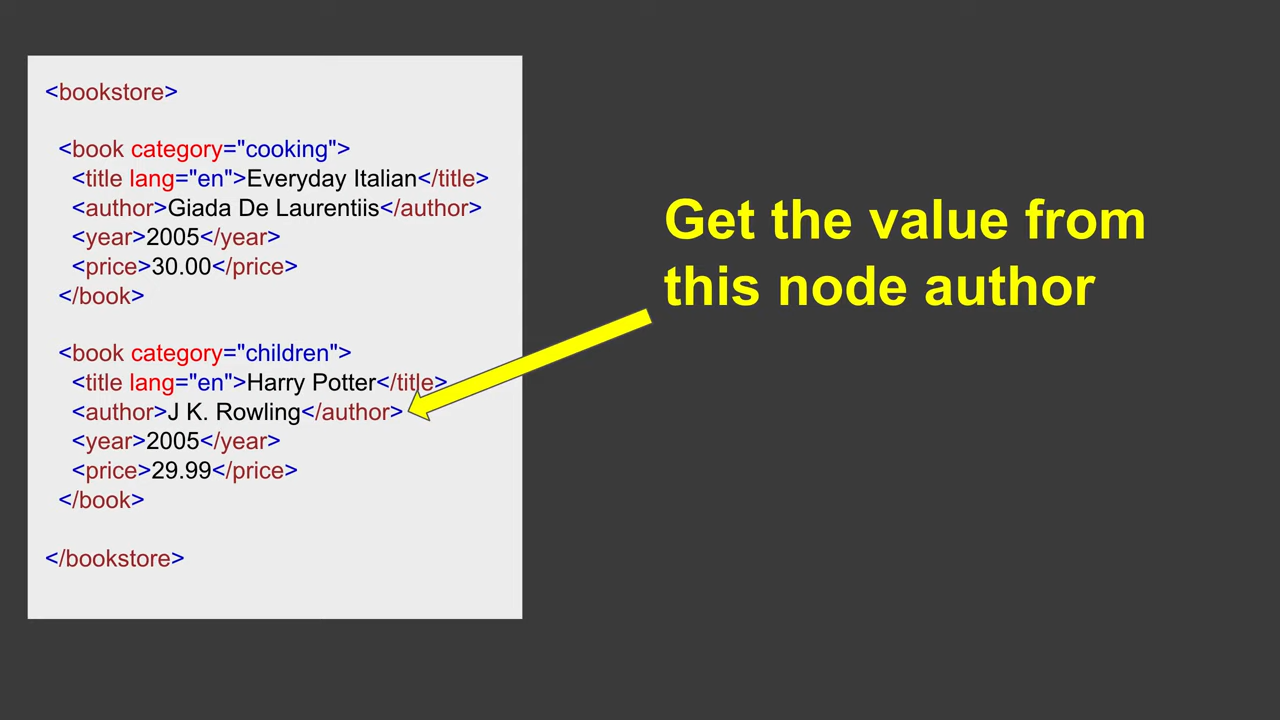 <bookstore>
<book category="cooking">
<title lang="en">Everyday Italian</title>
<author>Giada De Laurentiis</author>
<year>2005</year>
<price>30.00</price>
</book>
<book category="children">
<title lang="en">Harry Potter</title>
<author>J K. Rowling</author>
<year>2005</year>
<price>29.99</price>
</book>
</bookstore>
Get the value from
this node author